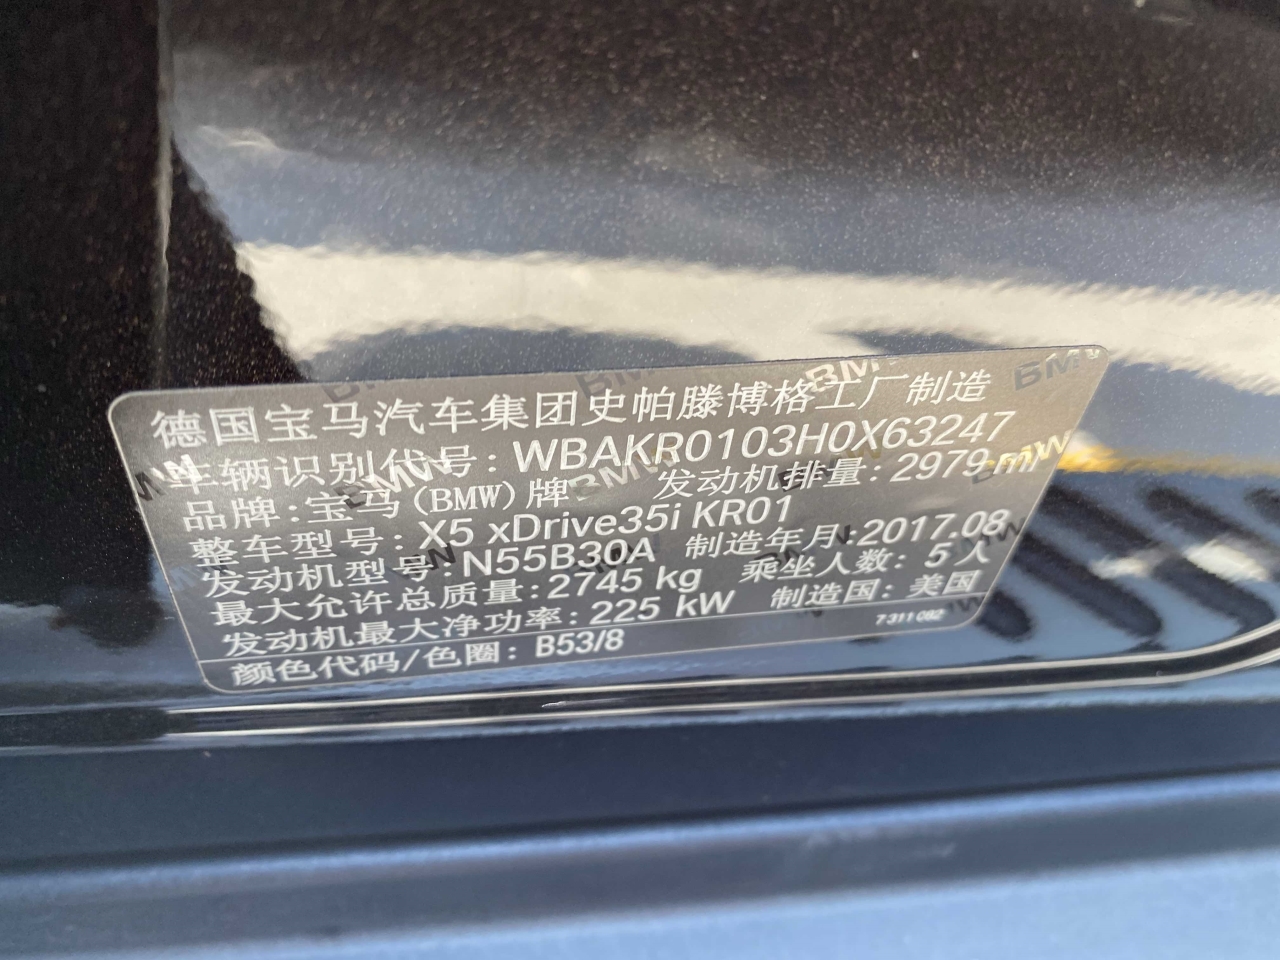 德国宝马汽车集团史帕滕博格工厂制造
车辆识别代号: WBAKR0103H0X63247
品牌: 宝马(BMW)牌 发动机排量: 2979 ml
整车型号: X5 xDrive35i KR01
发动机型号: N55B30A 制造年月: 2017.08
最大允许总质量: 2745 kg 乘坐人数: 5 人
发动机最大净功率: 225 kW 制造国: 美国
颜色代码/色圈: B53/8 7311 082